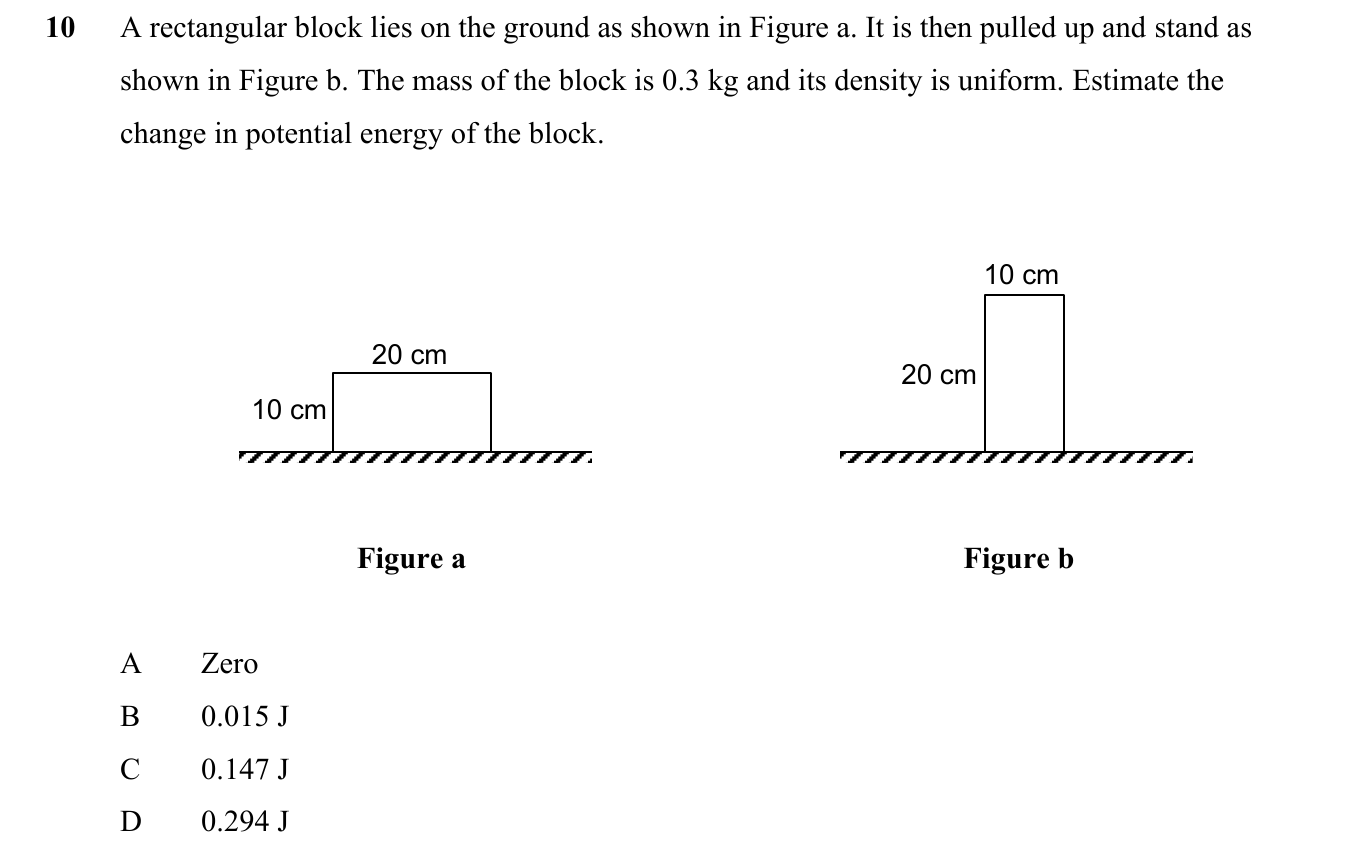 10 A rectangular block lies on the ground as shown in Figure a. It is then pulled up and stand as
shown in Figure b. The mass of the block is 0.3 kg and its density is uniform. Estimate the
change in potential energy of the block.
10 cm
20 cm
20 cm
10 cm
Figure a
Figure b
A Zero
B 0.015 J
C 0.147 J
D 0.294 J